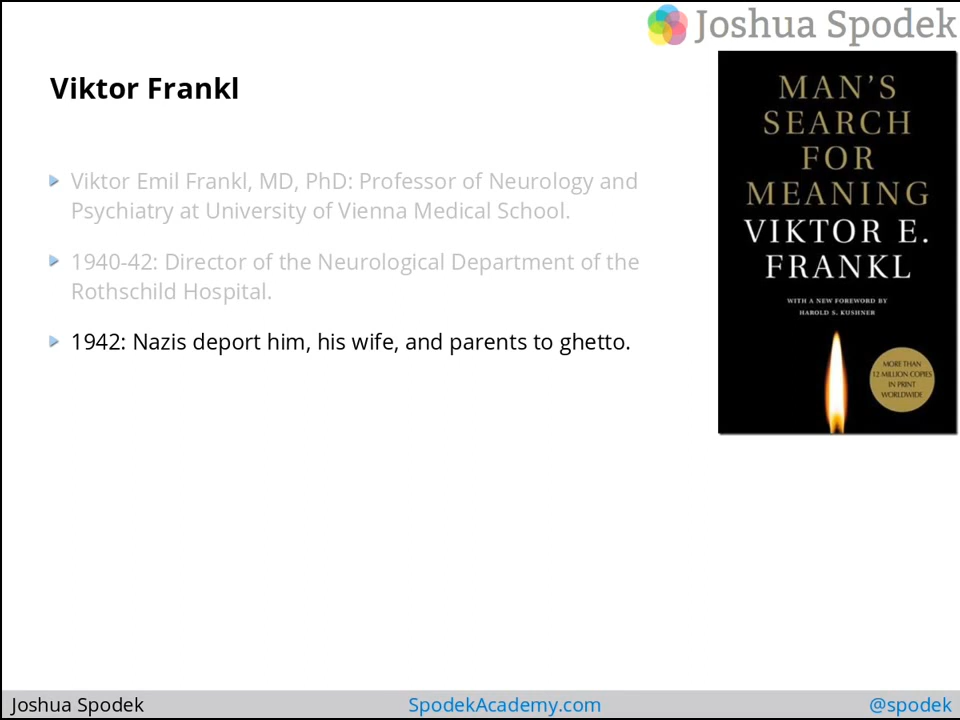 Joshua Spodek
Viktor Frankl
Viktor Emil Frankl, MD, PhD: Professor of Neurology and
Psychiatry at University of Vienna Medical School.
1940-42: Director of the Neurological Department of the
Rothschild Hospital.
1942: Nazis deport him, his wife, and parents to ghetto.
MAN'S
SEARCH
FOR
MEANING
VIKTOR E.
FRANKL
WITH A NEW FOREWORD BY
HAROLD S. KUSHNER
MORE THAN
12 MILLION COPIES
IN PRINT
WORLDWIDE
Joshua Spodek
SpodekAcademy.com
@spodek